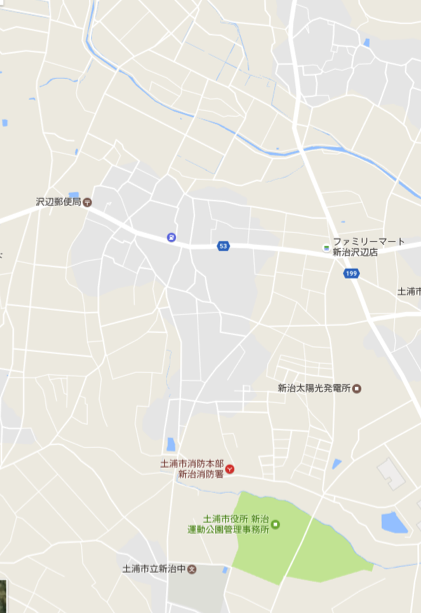 沢辺郵便局
53
ファミリーマート
新治沢辺店
199
土浦市
新治太陽光発電所
土浦市消防本部
新治消防署
土浦市役所 新治
運動公園管理事務所
土浦市立新治中